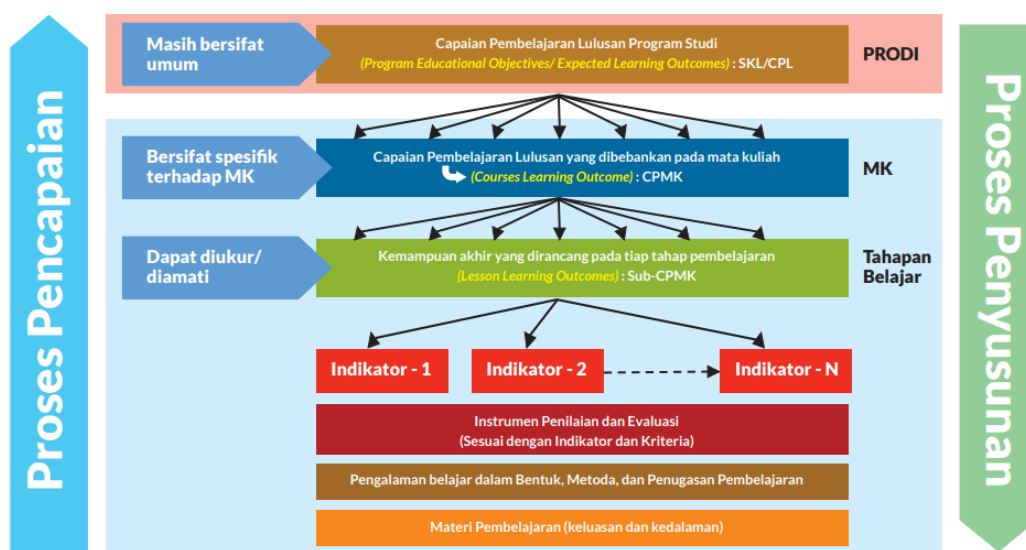 Proses Pencapaian
Masih bersifat
umum
Capaian Pembelajaran Lulusan Program Studi
(Program Educational Objectives/ Expected Learning Outcomes) : SKL/CPL
PRODI
Bersifat spesifik
terhadap MK
Capaian Pembelajaran Lulusan yang dibebankan pada mata kuliah
(Courses Learning Outcome) : CPMK
MK
Dapat diukur/
diamati
Kemampuan akhir yang dirancang pada tiap tahap pembelajaran
(Lesson Learning Outcomes) : Sub-CPMK
Tahapan
Belajar
Indikator - 1
Indikator - 2
Indikator - N
Instrumen Penilaian dan Evaluasi
(Sesuai dengan Indikator dan Kriteria)
Pengalaman belajar dalam Bentuk, Metoda, dan Penugasan Pembelajaran
Materi Pembelajaran (keluasan dan kedalaman)
Proses Penyusunan